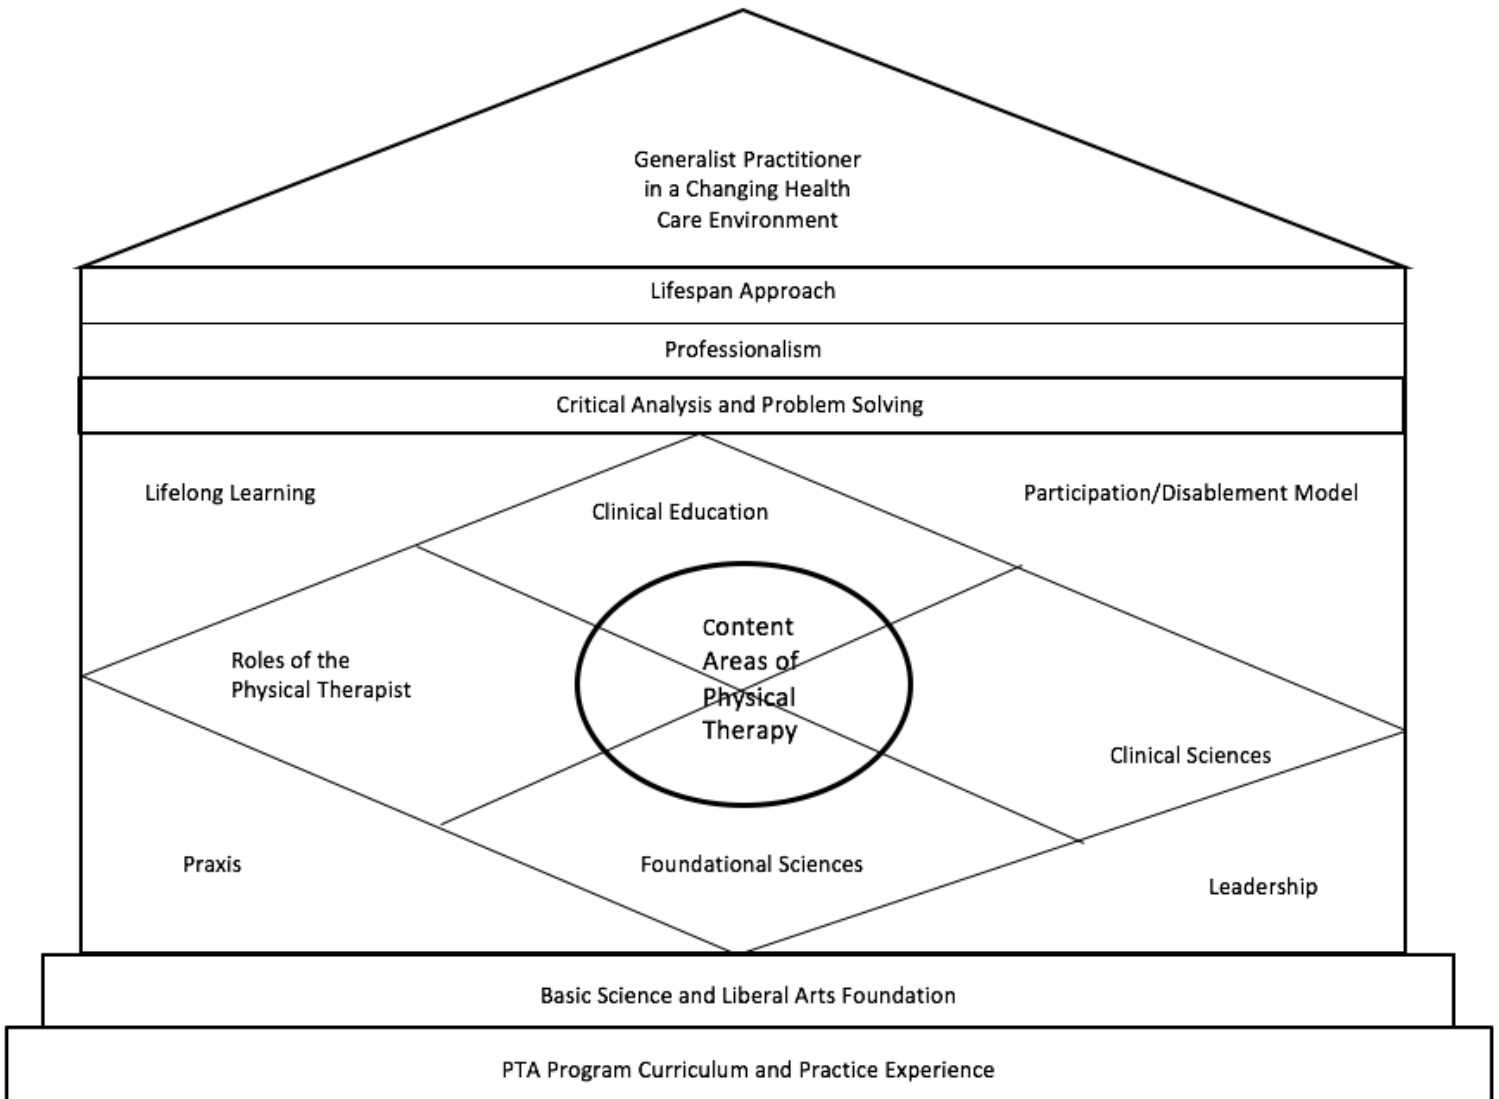 Generalist Practitioner
in a Changing Health
Care Environment
Lifespan Approach
Professionalism
Critical Analysis and Problem Solving
Lifelong Learning
Participation/Disablement Model
Clinical Education
Content
Areas of
Physical
Therapy
Roles of the
Physical Therapist
Clinical Sciences
Praxis
Foundational Sciences
Leadership
Basic Science and Liberal Arts Foundation
PTA Program Curriculum and Practice Experience